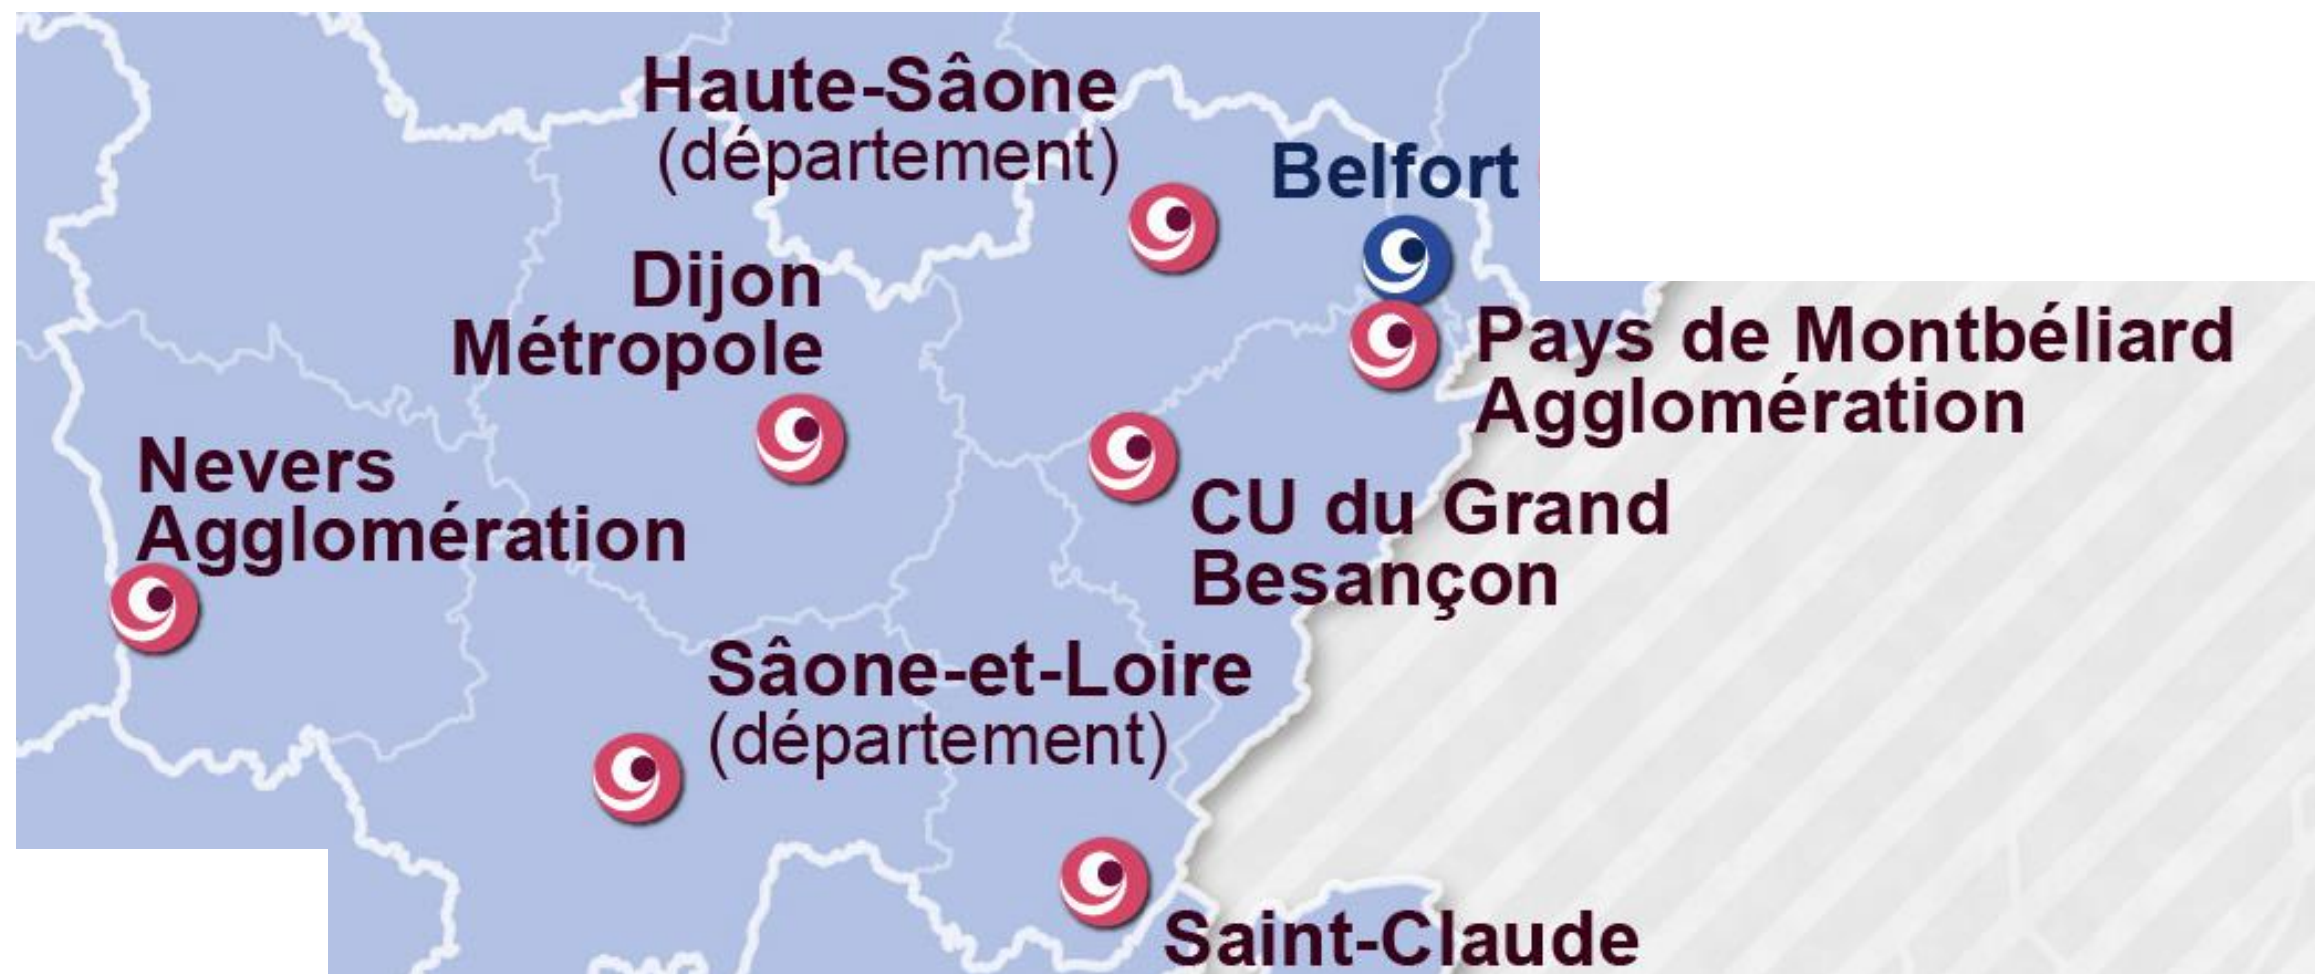 Haute-Sâone
(département)
Belfort
Dijon
Métropole
Pays de Montbéliard
Agglomération
Nevers
Agglomération
CU du Grand
Besançon
Sâone-et-Loire
(département)
Saint-Claude